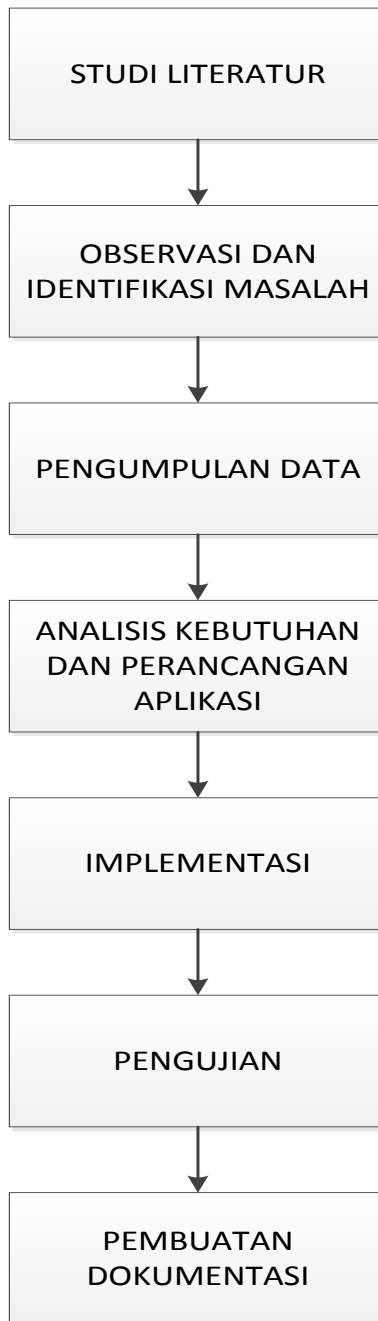 STUDI LITERATUR
OBSERVASI DAN
IDENTIFIKASI MASALAH
PENGUMPULAN DATA
ANALISIS KEBUTUHAN
DAN PERANCANGAN
APLIKASI
IMPLEMENTASI
PENGUJIAN
PEMBUATAN
DOKUMENTASI